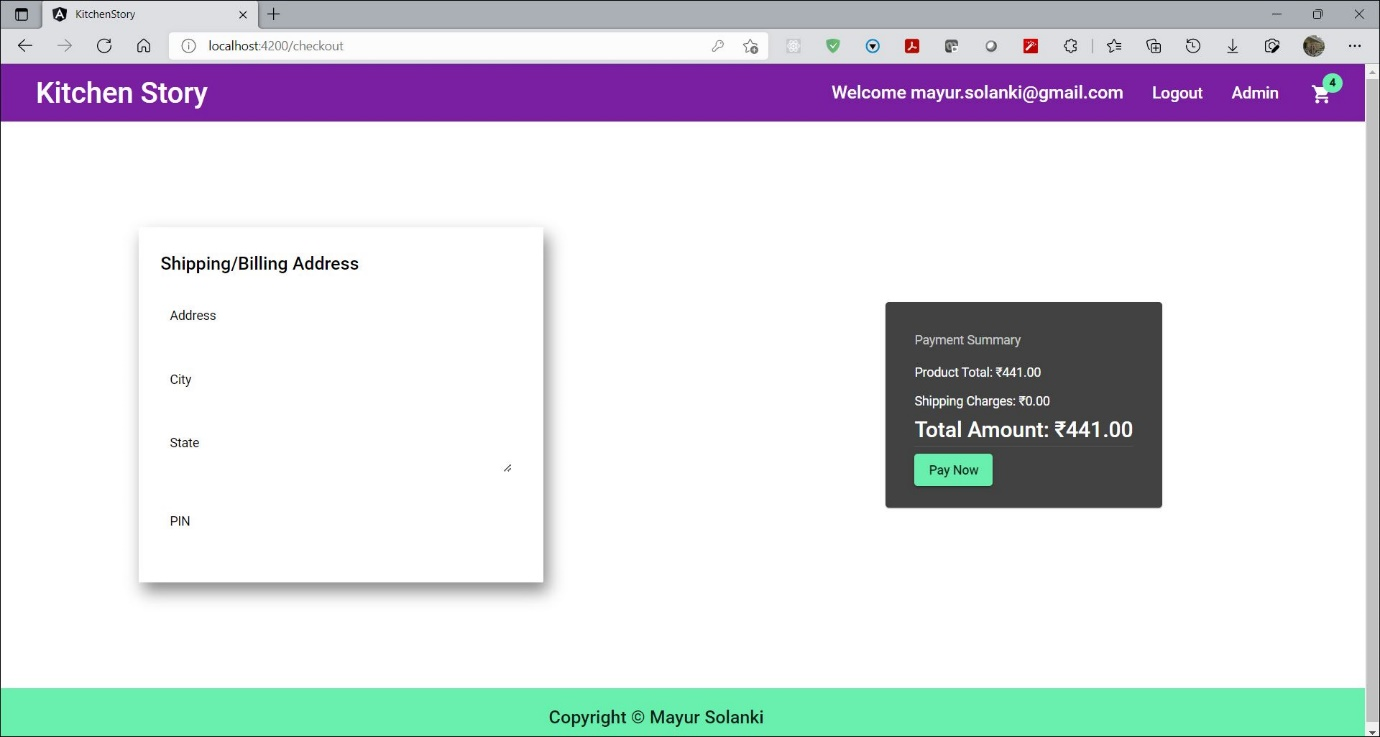 KitchenStory
localhost:4200/checkout
Kitchen Story
Welcome mayur.solanki@gmail.com
Logout
Admin
4
Shipping/Billing Address
Address
City
State
PIN
Payment Summary
Product Total: ₹441.00
Shipping Charges: ₹0.00
Total Amount: ₹441.00
Pay Now
Copyright © Mayur Solanki